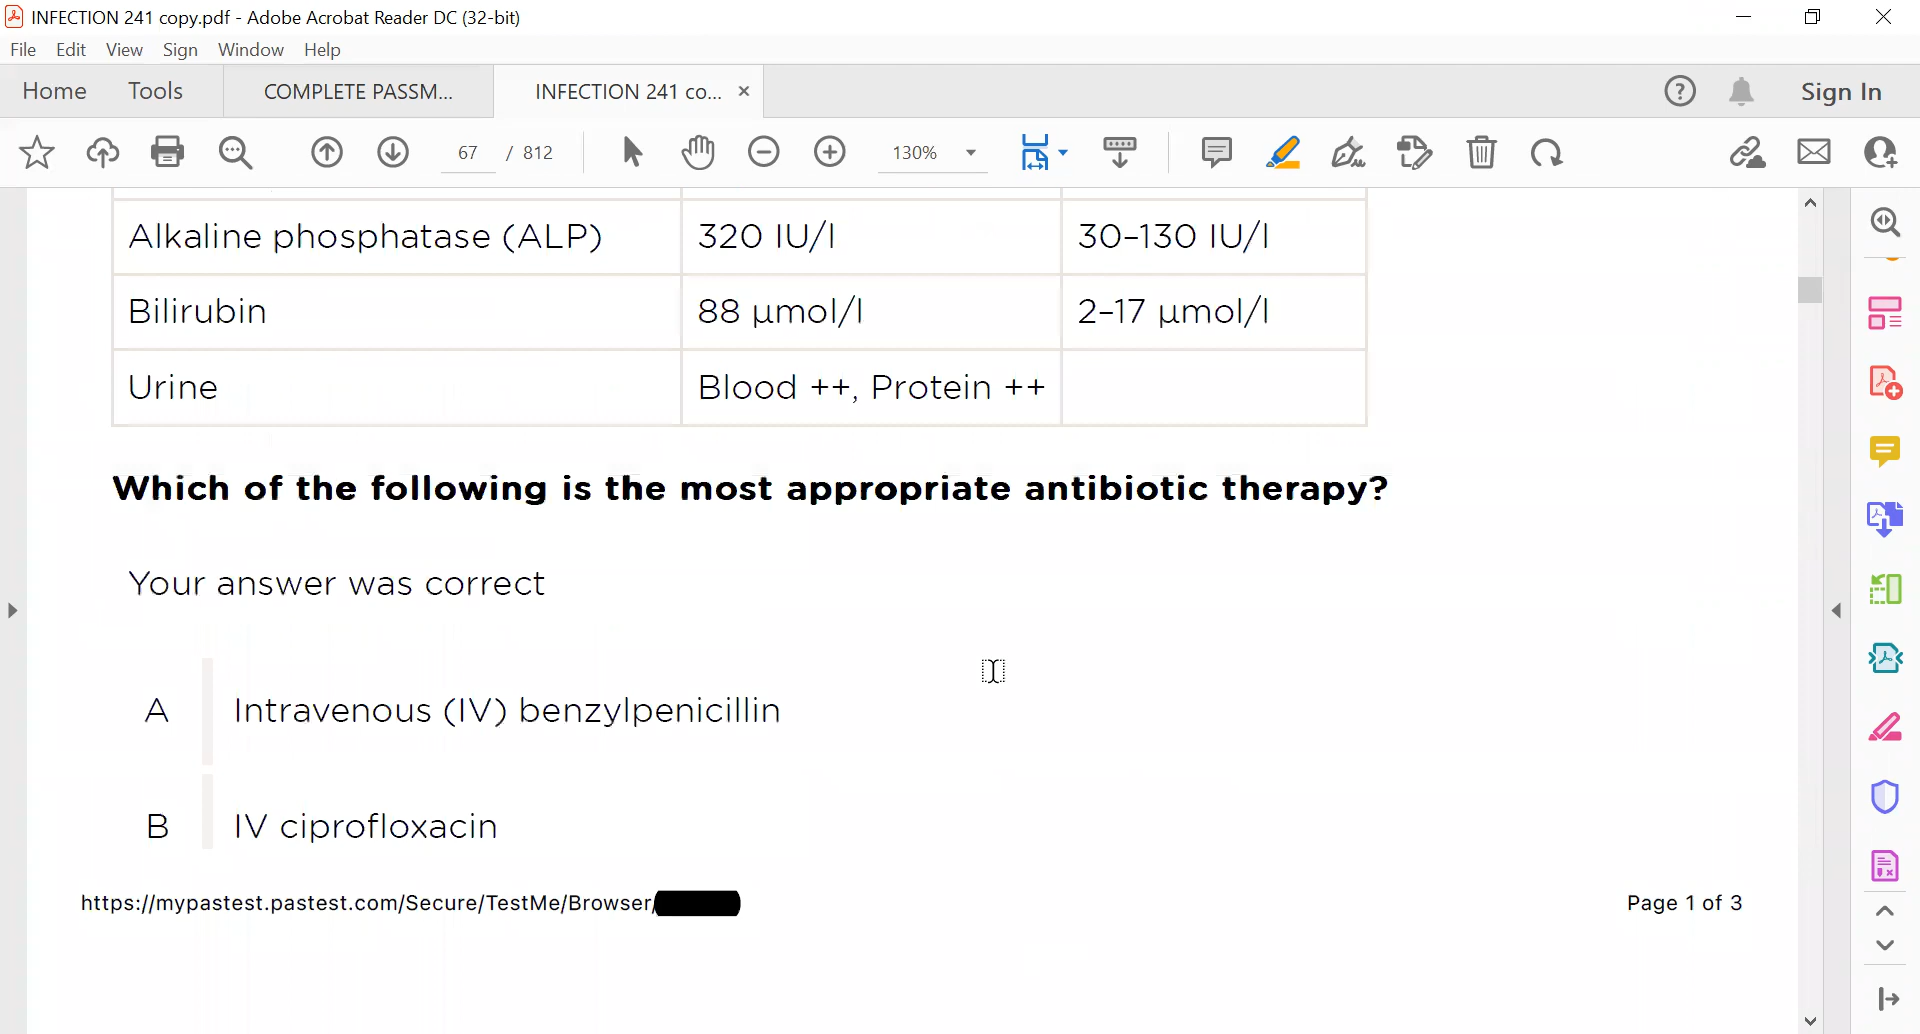 INFECTION 241 copy.pdf - Adobe Acrobat Reader DC (32-bit)
File Edit View Sign Window Help
Home Tools COMPLETE PASSM... INFECTION 241 co... × Sign In
67 / 812 130%
Alkaline phosphatase (ALP) 320 IU/l 30–130 IU/l
Bilirubin 88 µmol/l 2–17 µmol/l
Urine Blood ++, Protein ++
Which of the following is the most appropriate antibiotic therapy?
Your answer was correct
A Intravenous (IV) benzylpenicillin
B IV ciprofloxacin
https://mypastest.pastest.com/Secure/TestMe/Browser/ Page 1 of 3